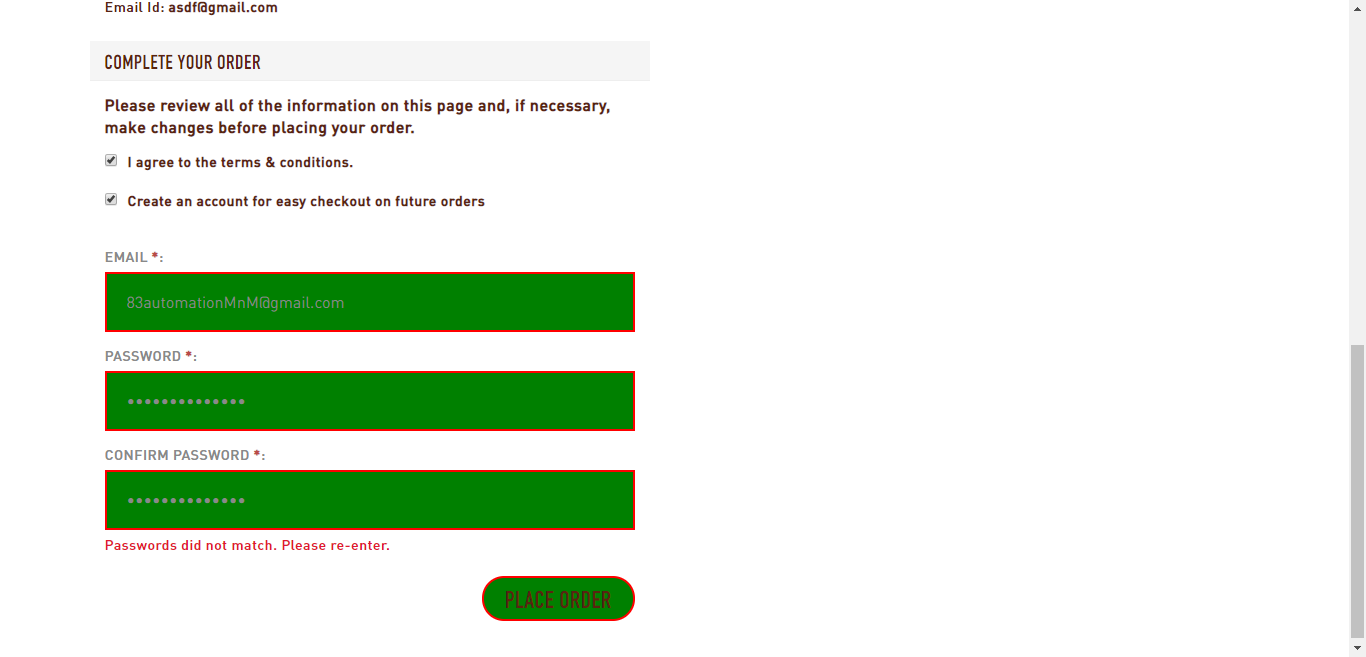 Email Id: asdf@gmail.com
COMPLETE YOUR ORDER
Please review all of the information on this page and, if necessary,
make changes before placing your order.
I agree to the terms & conditions.
Create an account for easy checkout on future orders
EMAIL *:
83automationMnM@gmail.com
PASSWORD *:
••••••••••••••
CONFIRM PASSWORD *:
••••••••••••••
Passwords did not match. Please re-enter.
PLACE ORDER